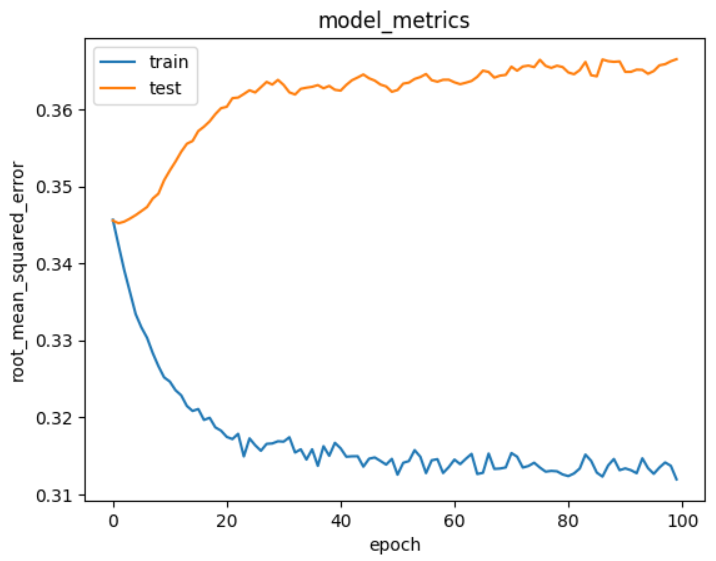 model_metrics
train
test
root_mean_squared_error
0.36
0.35
0.34
0.33
0.32
0.31
0 20 40 60 80 100
epoch